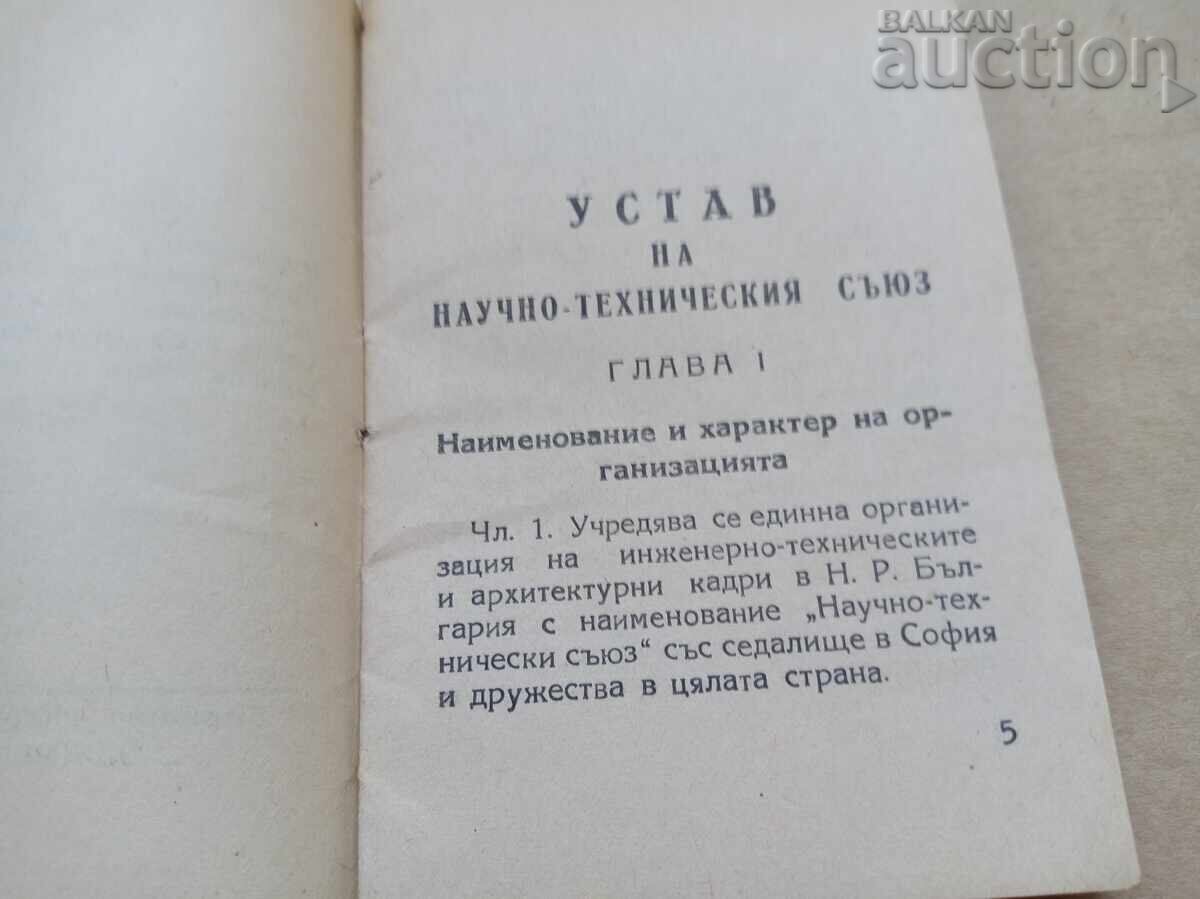 BALKAN
auction
УСТАВ
НА
НАУЧНО-ТЕХНИЧЕСКИЯ СЪЮЗ
ГЛАВА I
Наименование и характер на ор-
ганизацията
Чл. 1. Учредява се единна органи-
зация на инженерно-техническите
и архитектурни кадри в Н. Р. Бъл-
гария с наименование „Научно-тех-
нически съюз“ със седалище в София
и дружества в цялата страна.
5